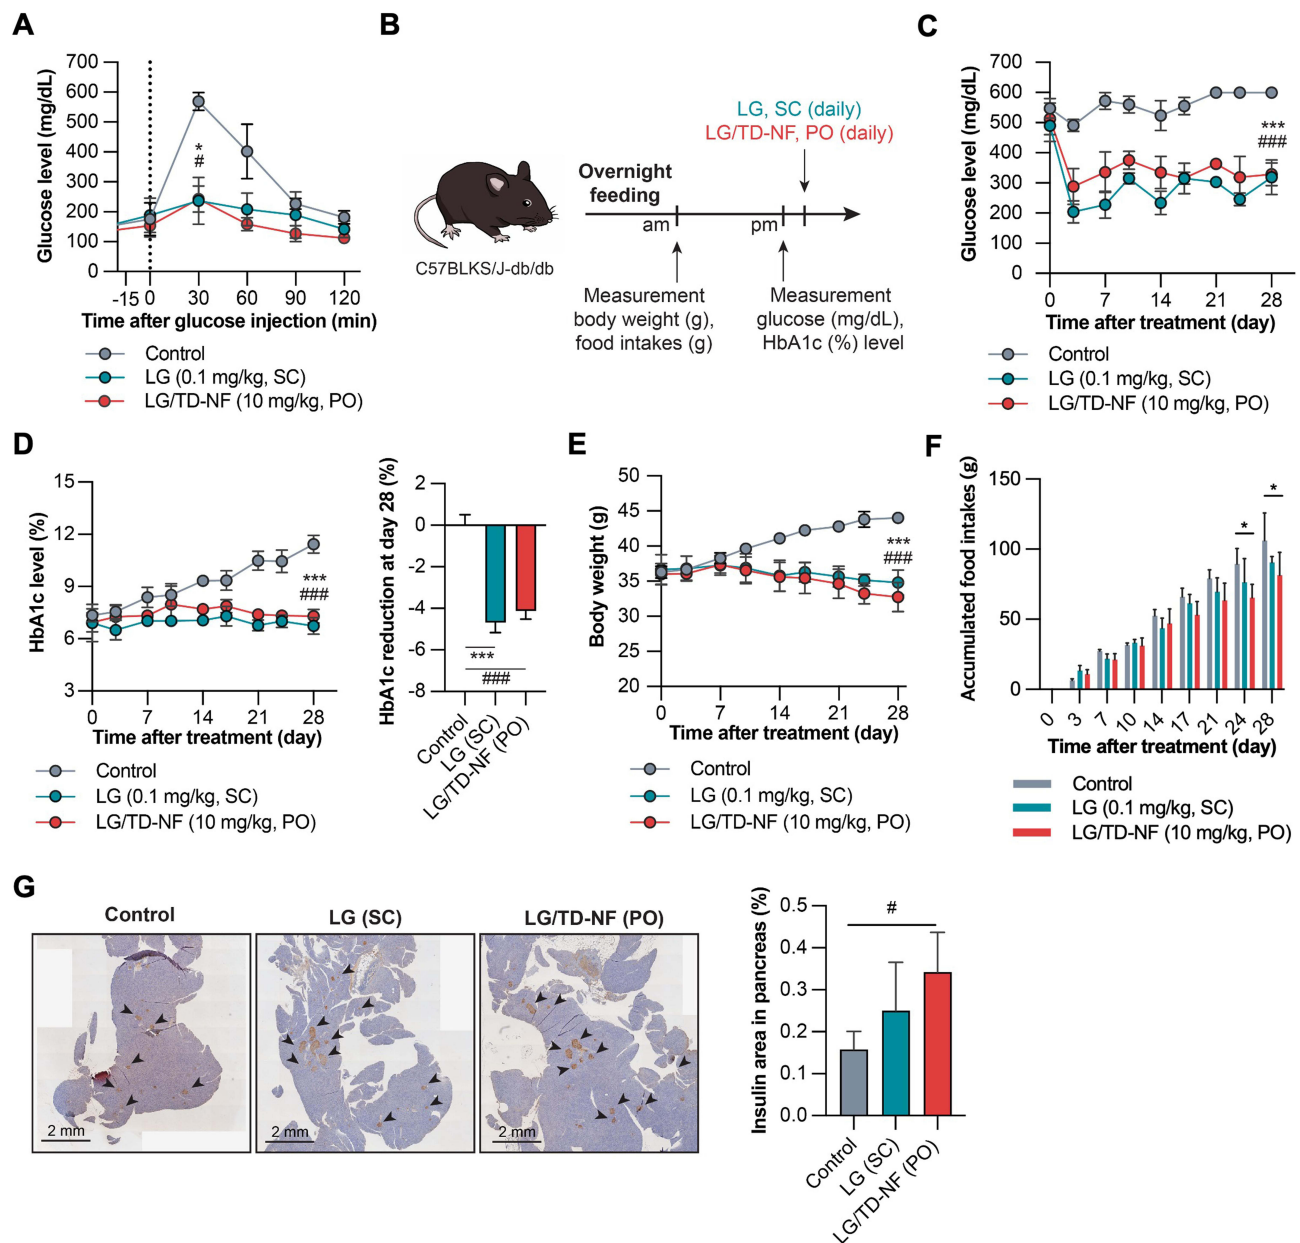 A
Glucose level (mg/dL)
700
600
500
400
300
200
100
0
*
#
-15 0 30 60 90 120
Time after glucose injection (min)
Control
LG (0.1 mg/kg, SC)
LG/TD-NF (10 mg/kg, PO)
B
C57BLKS/J-db/db
Overnight
feeding
LG, SC (daily)
LG/TD-NF, PO (daily)
am
pm
Measurement
body weight (g),
food intakes (g)
Measurement
glucose (mg/dL),
HbA1c (%) level
C
Glucose level (mg/dL)
700
600
500
400
300
200
100
0
***
###
0 7 14 21 28
Time after treatment (day)
Control
LG (0.1 mg/kg, SC)
LG/TD-NF (10 mg/kg, PO)
D
HbA1c level (%)
15
12
9
6
3
***
###
0 7 14 21 28
Time after treatment (day)
Control
LG (0.1 mg/kg, SC)
LG/TD-NF (10 mg/kg, PO)
HbA1c reduction at day 28 (%)
2
0
-2
-4
-6
-8
***
###
Control
LG (SC)
LG/TD-NF (PO)
E
Body weight (g)
50
45
40
35
30
25
20
***
###
0 7 14 21 28
Time after treatment (day)
Control
LG (0.1 mg/kg, SC)
LG/TD-NF (10 mg/kg, PO)
F
Accumulated food intakes (g)
150
100
50
0
*
*
0 3 7 10 14 17 21 24 28
Time after treatment (day)
Control
LG (0.1 mg/kg, SC)
LG/TD-NF (10 mg/kg, PO)
G
Control
2 mm
LG (SC)
2 mm
LG/TD-NF (PO)
2 mm
Insulin area in pancreas (%)
0.5
0.4
0.3
0.2
0.1
0.0
#
Control
LG (SC)
LG/TD-NF (PO)